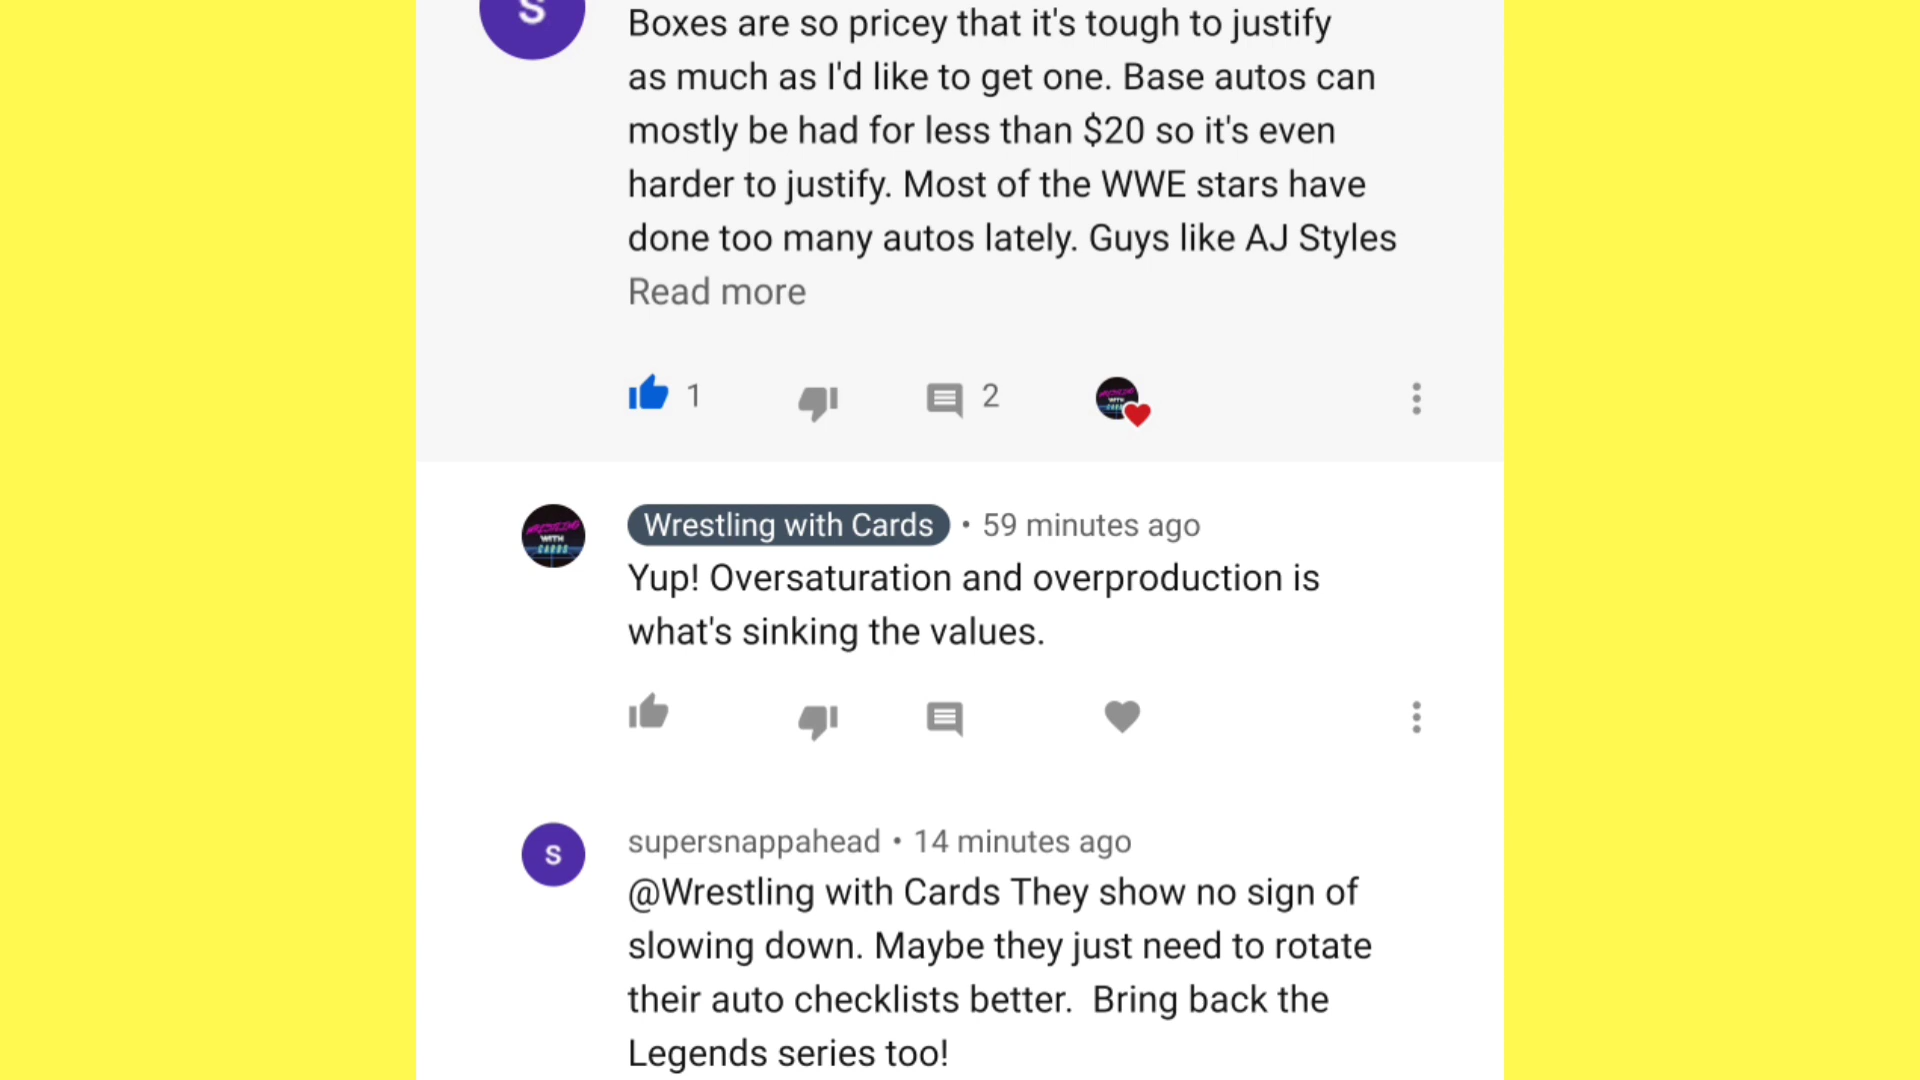 S
Boxes are so pricey that it's tough to justify
as much as I'd like to get one. Base autos can
mostly be had for less than $20 so it's even
harder to justify. Most of the WWE stars have
done too many autos lately. Guys like AJ Styles
Read more
1 2
WRESTLING WITH CARDS
Wrestling with Cards • 59 minutes ago
Yup! Oversaturation and overproduction is
what's sinking the values.
S
supersnappahead • 14 minutes ago
@Wrestling with Cards They show no sign of
slowing down. Maybe they just need to rotate
their auto checklists better.  Bring back the
Legends series too!